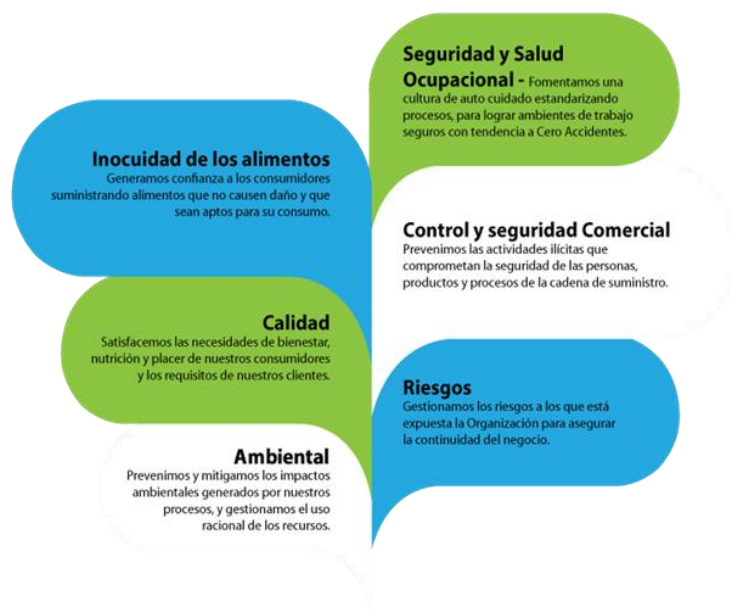 Seguridad y Salud
Ocupacional - Fomentamos una
cultura de auto cuidado estandarizando
procesos, para lograr ambientes de trabajo
seguros con tendencia a Cero Accidentes.
Inocuidad de los alimentos
Generamos confianza a los consumidores
suministrando alimentos que no causen daño y que
sean aptos para su consumo.
Control y seguridad Comercial
Prevenimos las actividades ilícitas que
comprometan la seguridad de las personas,
productos y procesos de la cadena de suministro.
Calidad
Satisfacemos las necesidades de bienestar,
nutrición y placer de nuestros consumidores
y los requisitos de nuestros clientes.
Riesgos
Gestionamos los riesgos a los que está
expuesta la Organización para asegurar
la continuidad del negocio.
Ambiental
Prevenimos y mitigamos los impactos
ambientales generados por nuestros
procesos, y gestionamos el uso
racional de los recursos.